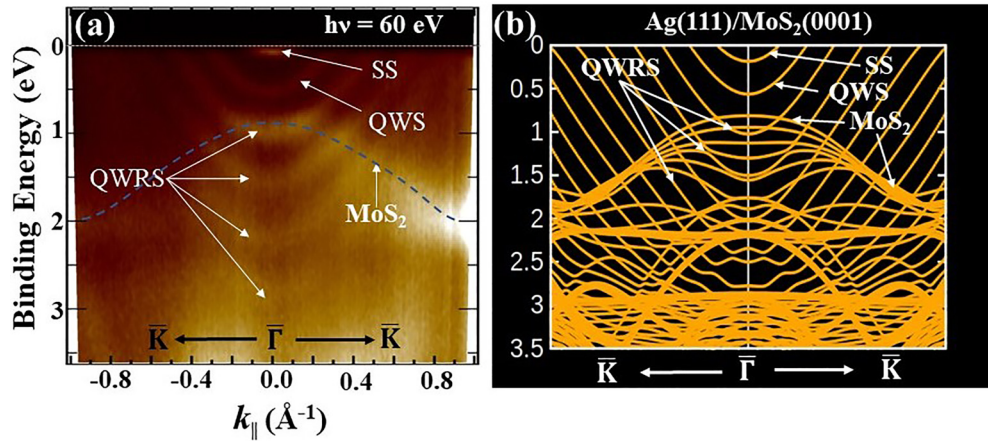 (a)
hν = 60 eV
SS
QWS
QWRS
MoS₂
K̄
Γ̄
K̄
Binding Energy (eV)
0
1
2
3
-0.8
-0.4
0.0
0.4
0.8
k∥ (Å⁻¹)
(b)
Ag(111)/MoS₂(0001)
QWRS
SS
QWS
MoS₂
0
0.5
1
1.5
2
2.5
3
3.5
K̄
Γ̄
K̄